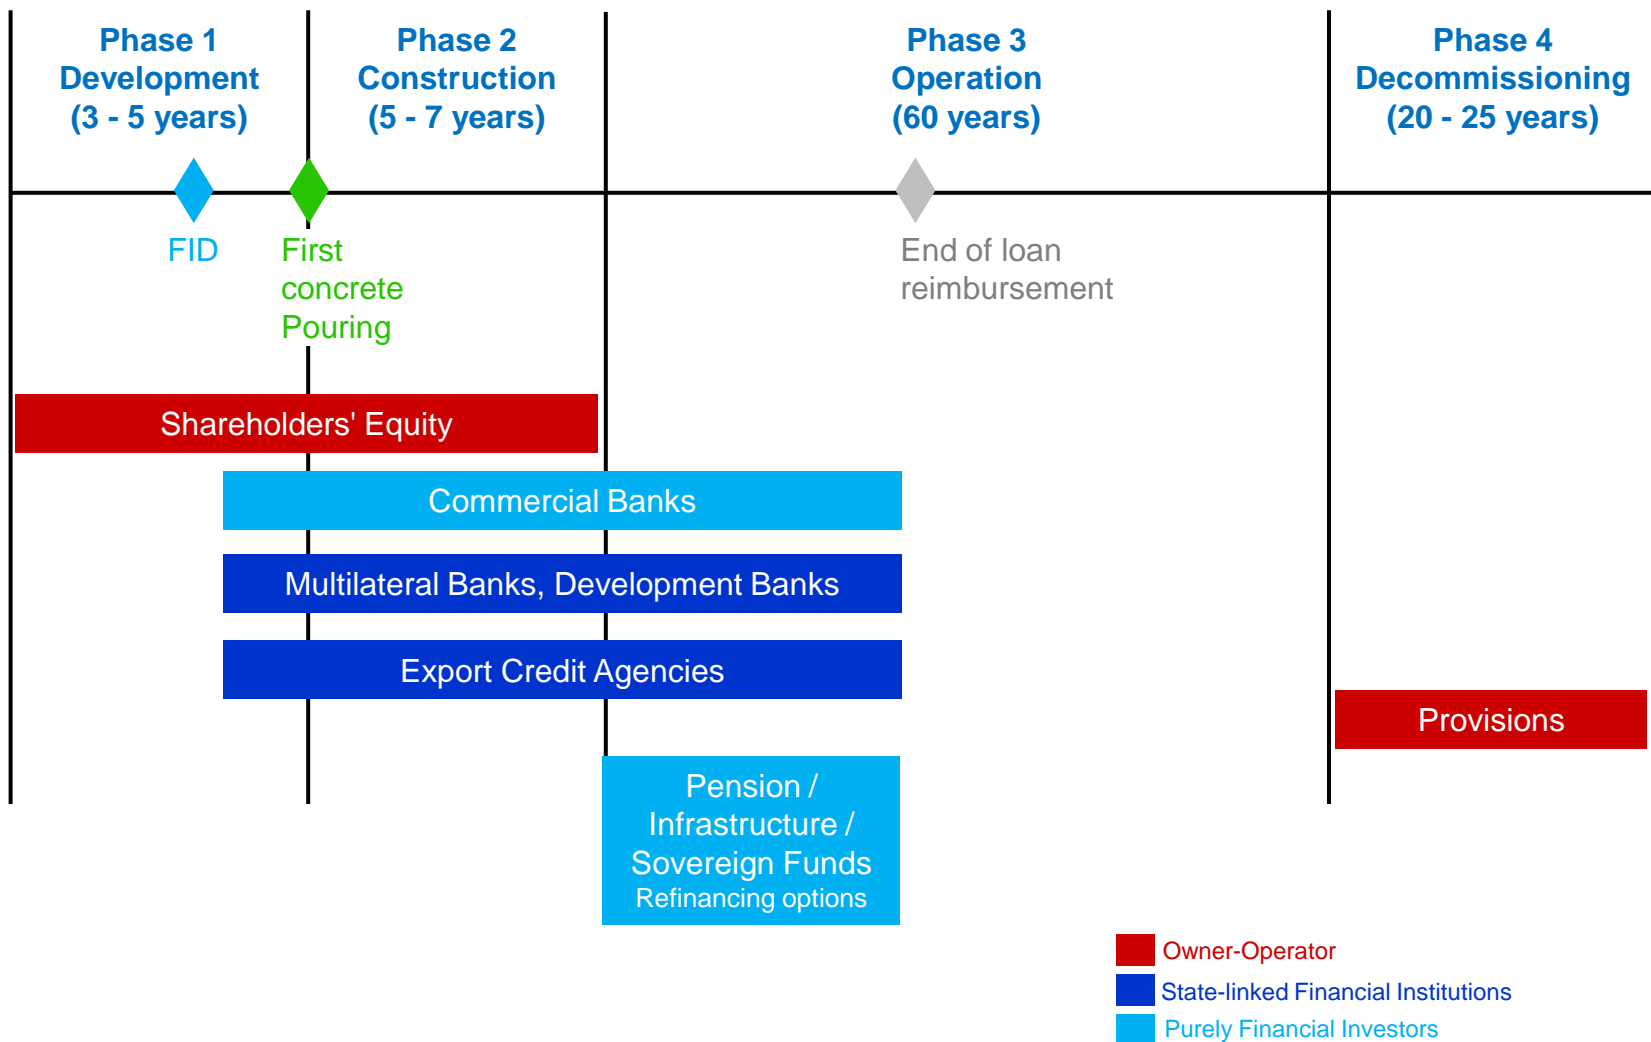 Phase 1
Development
(3 - 5 years)
Phase 2
Construction
(5 - 7 years)
Phase 3
Operation
(60 years)
Phase 4
Decommissioning
(20 - 25 years)
FID
First
concrete
Pouring
End of loan
reimbursement
Shareholders' Equity
Commercial Banks
Multilateral Banks, Development Banks
Export Credit Agencies
Provisions
Pension /
Infrastructure /
Sovereign Funds
Refinancing options
Owner-Operator
State-linked Financial Institutions
Purely Financial Investors